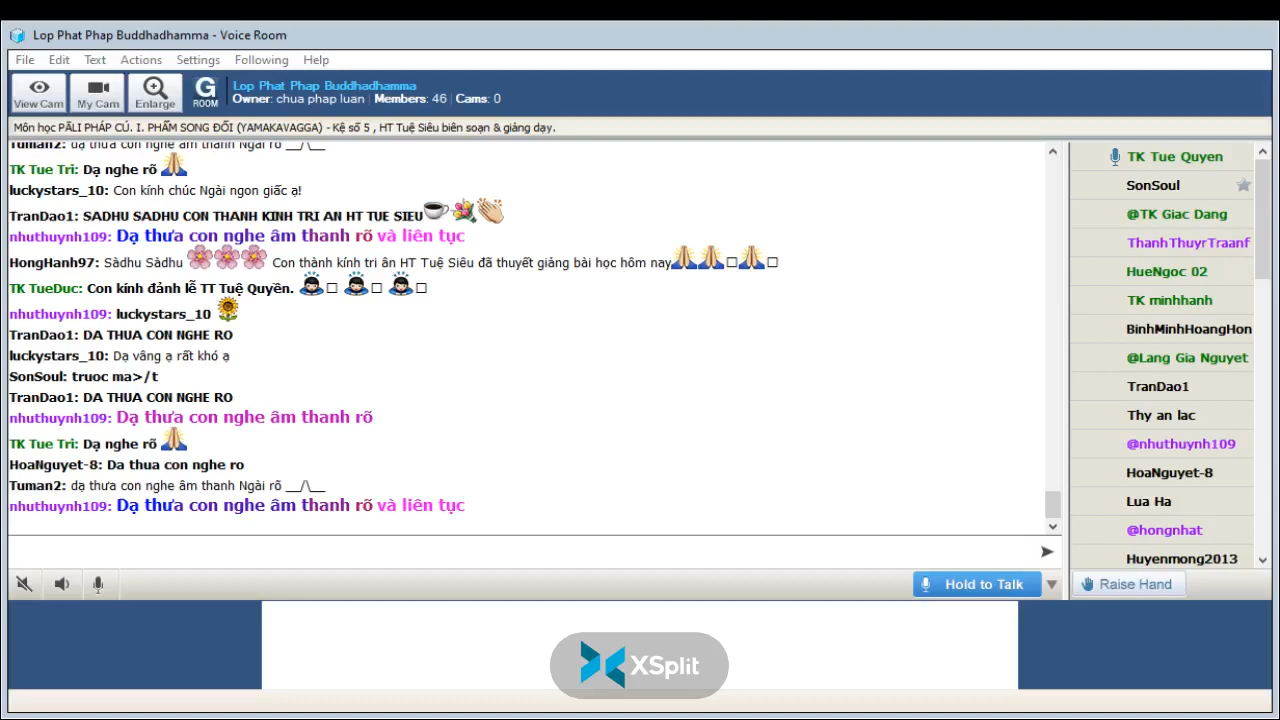 Lop Phat Phap Buddhadhamma - Voice Room
File Edit Text Actions Settings Following Help
View Cam My Cam Enlarge G ROOM
Lop Phat Phap Buddhadhamma
Owner: chua phap luan | Members: 46 | Cams: 0
Môn học PĀLI PHÁP CÚ. I. PHẨM SONG ĐỐI (YAMAKAVAGGA) - Kệ số 5 , HT Tuệ Siêu biên soạn & giảng dạy.
Tuman2: dạ thưa con nghe âm thanh Ngài rõ __/\__
TK Tue Tri: Dạ nghe rõ
luckystars_10: Con kính chúc Ngài ngon giấc ạ!
TranDao1: SADHU SADHU CON THANH KINH TRI AN HT TUE SIEU
nhuthuynh109: Dạ thưa con nghe âm thanh rõ và liên tục
HongHanh97: Sàdhu Sàdhu Con thành kính tri ân HT Tuệ Siêu đã thuyết giảng bài học hôm nay
TK TueDuc: Con kính đảnh lễ TT Tuệ Quyền.
nhuthuynh109: luckystars_10
TranDao1: DA THUA CON NGHE RO
luckystars_10: Dạ vâng ạ rất khó ạ
SonSoul: truoc ma>/t
TranDao1: DA THUA CON NGHE RO
nhuthuynh109: Dạ thưa con nghe âm thanh rõ
TK Tue Tri: Dạ nghe rõ
HoaNguyet-8: Da thua con nghe ro
Tuman2: dạ thưa con nghe âm thanh Ngài rõ __/\__
nhuthuynh109: Dạ thưa con nghe âm thanh rõ và liên tục
TK Tue Quyen
SonSoul
@TK Giac Dang
ThanhThuyrTraanf
HueNgoc 02
TK minhhanh
BinhMinhHoangHon
@Lang Gia Nguyet
TranDao1
Thy an lac
@nhuthuynh109
HoaNguyet-8
Lua Ha
@hongnhat
Huyenmong2013
Hold to Talk
Raise Hand
XSplit